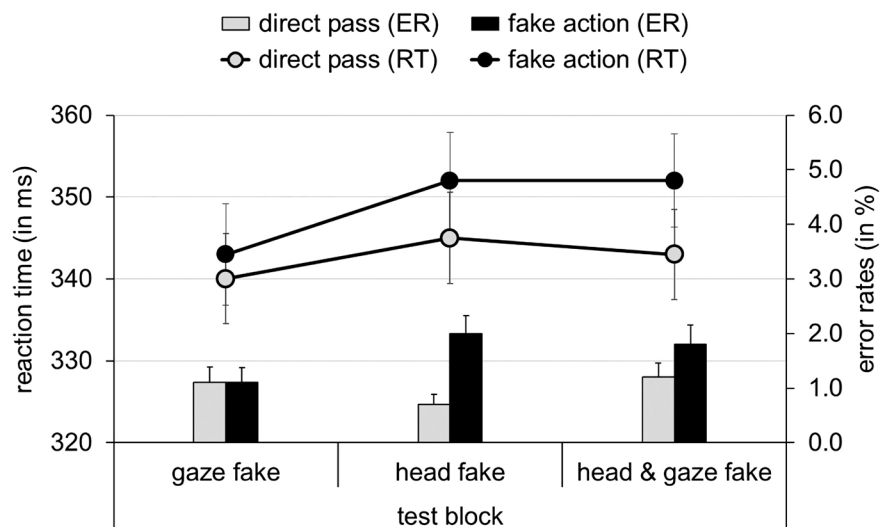 direct pass (ER) fake action (ER)
direct pass (RT) fake action (RT)
360 6.0
350 5.0
340 4.0
330 3.0
320 2.0
1.0
0.0
reaction time (in ms)
error rates (in %)
gaze fake head fake head & gaze fake
test block